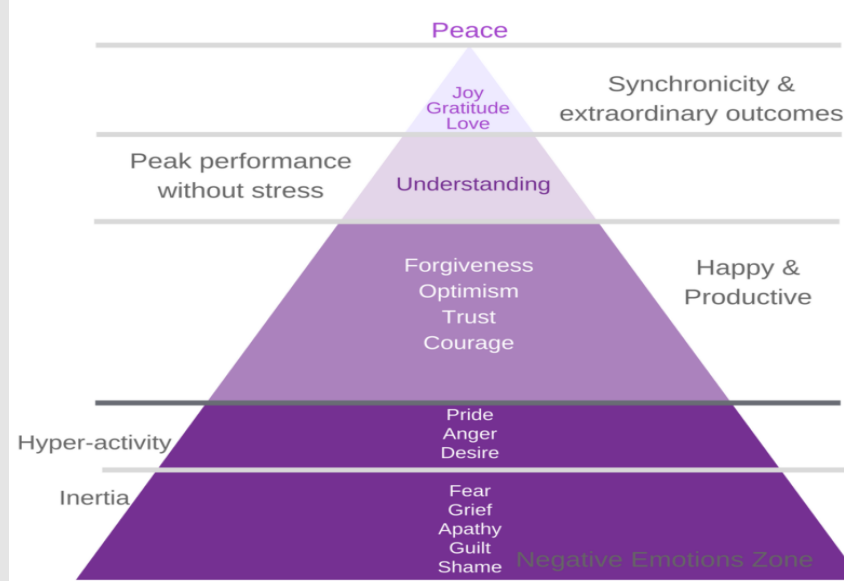 Peace
Joy
Gratitude
Love
Synchronicity &
extraordinary outcomes
Peak performance
without stress
Understanding
Forgiveness
Optimism
Trust
Courage
Happy &
Productive
Hyper-activity
Pride
Anger
Desire
Inertia
Fear
Grief
Apathy
Guilt
Shame
Negative Emotions Zone